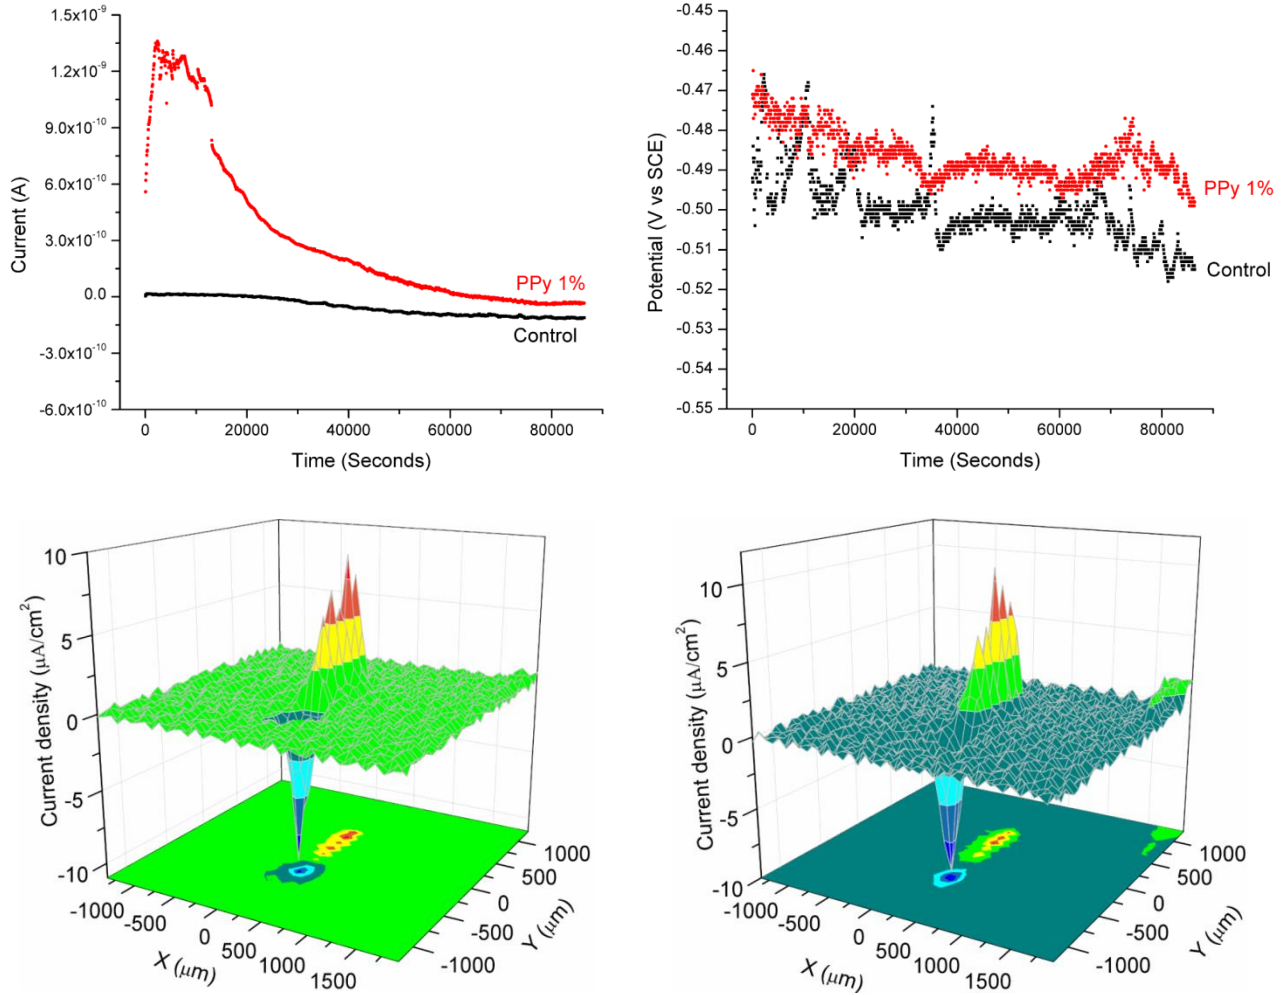 1.5x10⁻⁹
1.2x10⁻⁹
9.0x10⁻¹⁰
6.0x10⁻¹⁰
3.0x10⁻¹⁰
0.0
-3.0x10⁻¹⁰
-6.0x10⁻¹⁰
Current (A)
PPy 1%
Control
0 20000 40000 60000 80000
Time (Seconds)
-0.45
-0.46
-0.47
-0.48
-0.49
-0.50
-0.51
-0.52
-0.53
-0.54
-0.55
Potential (V vs SCE)
PPy 1%
Control
0 20000 40000 60000 80000
Time (Seconds)
10
5
0
-5
-10
Current density (μA/cm²)
-1000 -500 0 500 1000 1500
X (μm)
1000
500
0
-500
-1000
Y (μm)
10
5
0
-5
-10
Current density (μA/cm²)
-1000 -500 0 500 1000 1500
X (μm)
1000
500
0
-500
-1000
Y (μm)